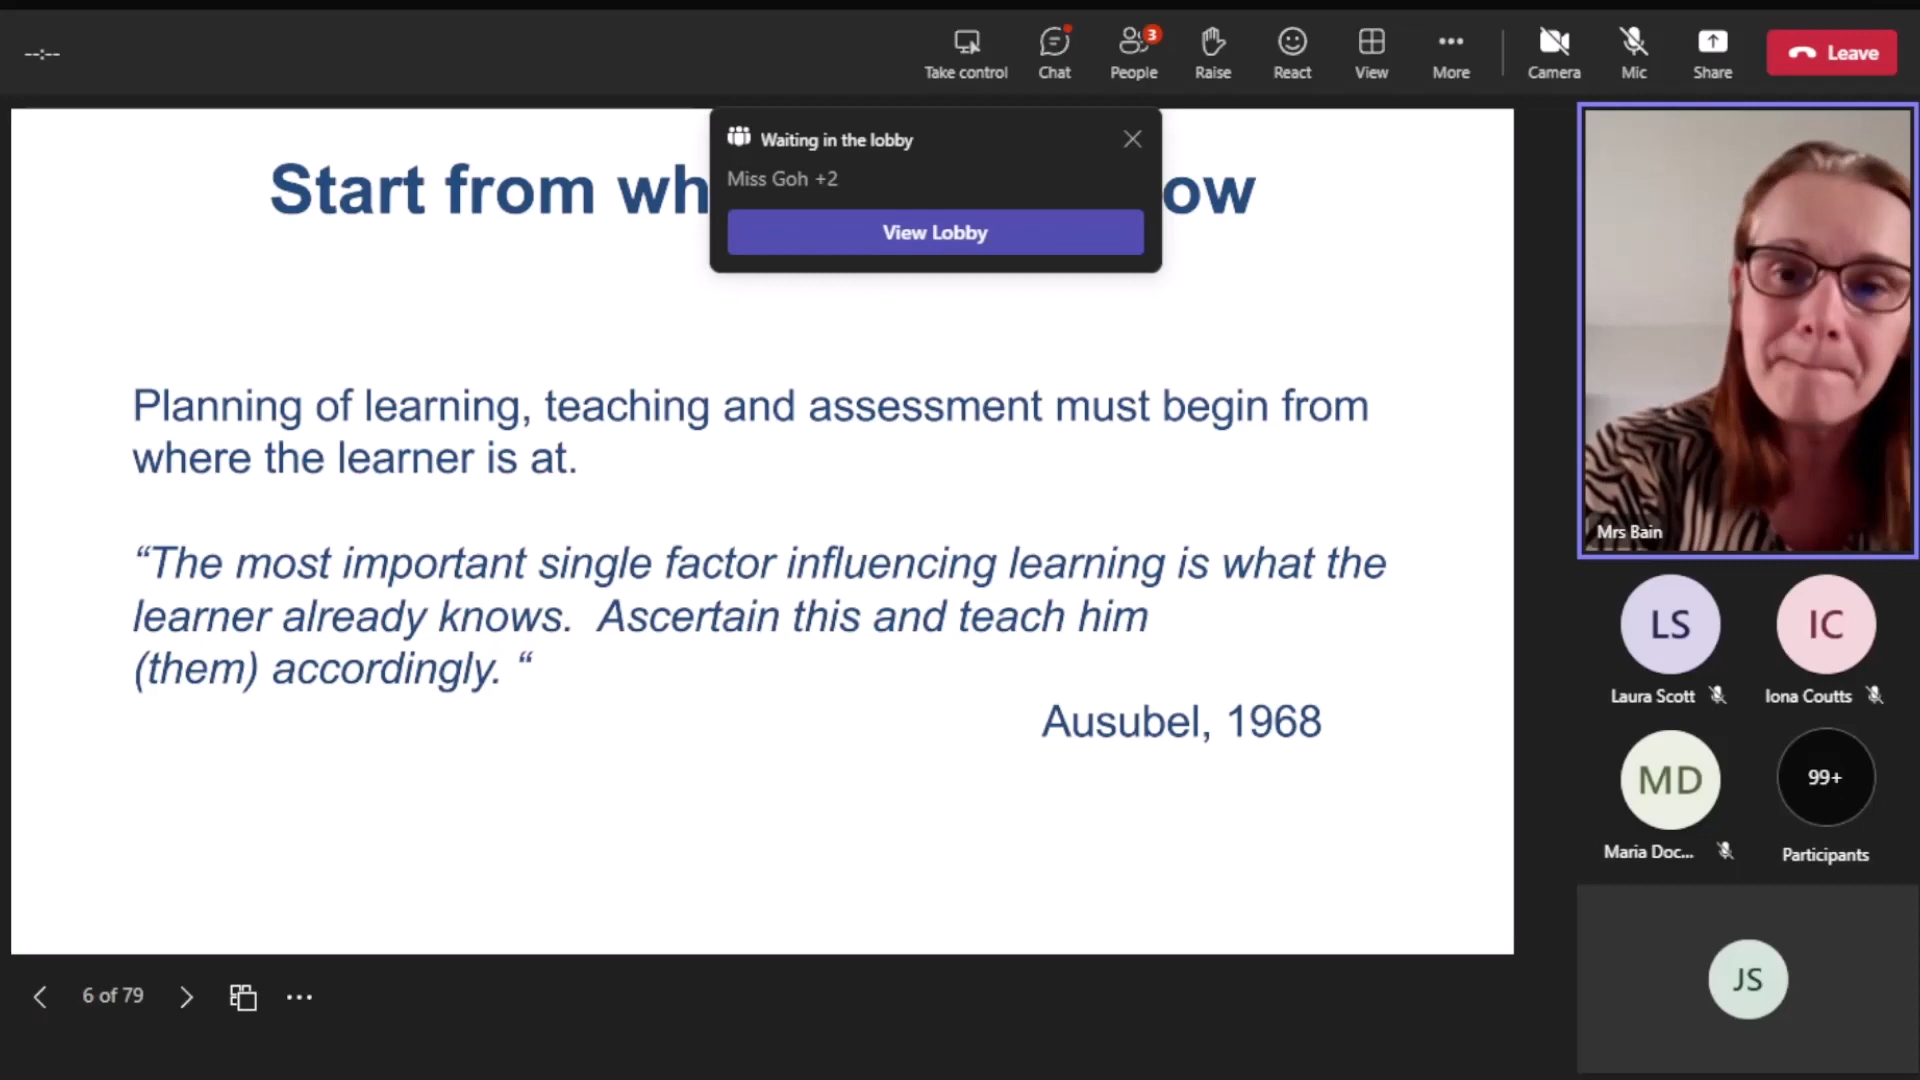 --:--
Take control
Chat
3
People
Raise
React
View
More
Camera
Mic
Share
Leave
Waiting in the lobby
Miss Goh +2
View Lobby
Start from wh
ow
Planning of learning, teaching and assessment must begin from
where the learner is at.
“The most important single factor influencing learning is what the
learner already knows.  Ascertain this and teach him
(them) accordingly. “
Ausubel, 1968
Mrs Bain
LS
IC
Laura Scott
Iona Coutts
MD
99+
Maria Doc...
Participants
JS
6 of 79